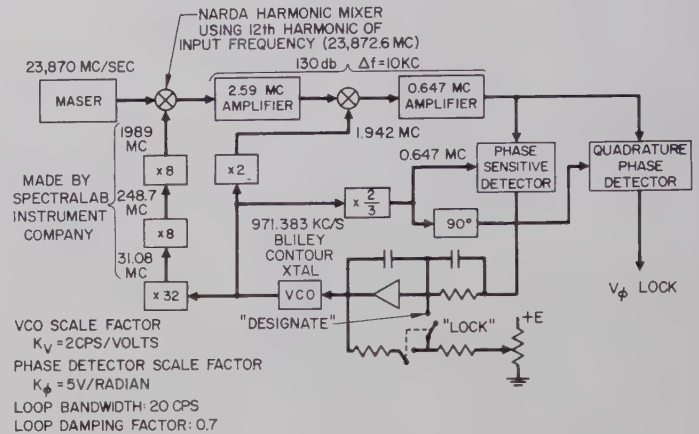 NARDA HARMONIC MIXER
USING 12th HARMONIC OF
INPUT FREQUENCY (23,872.6 MC)
130 db Δf=10KC
23,870 MC/SEC
MASER
2.59 MC
AMPLIFIER
0.647 MC
AMPLIFIER
1.942 MC
1989
MC
x8
x2
0.647 MC
PHASE
SENSITIVE
DETECTOR
QUADRATURE
PHASE
DETECTOR
MADE BY
SPECTRALAB
INSTRUMENT
COMPANY
248.7
MC
x8
x 2/3
90°
971.383 KC/S
BLILEY
CONTOUR
XTAL
31.08
MC
x32
VCO
Vϕ LOCK
"DESIGNATE"
"LOCK"
+E
VCO SCALE FACTOR
KV=2CPS/VOLTS
PHASE DETECTOR SCALE FACTOR
Kϕ=5V/RADIAN
LOOP BANDWIDTH: 20 CPS
LOOP DAMPING FACTOR: 0.7